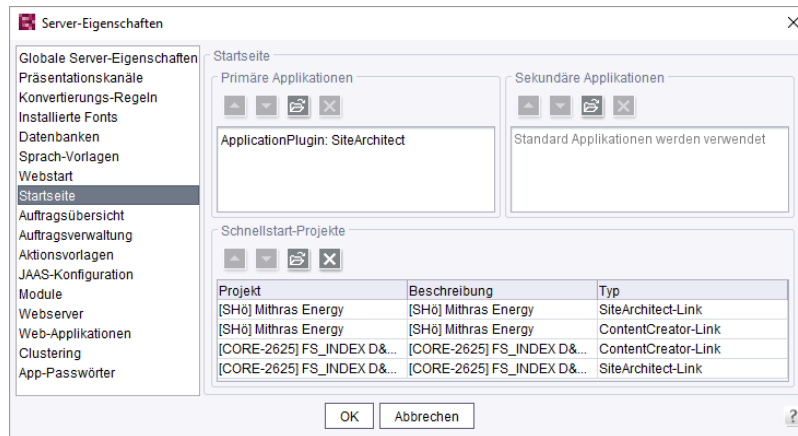 Server-Eigenschaften
Globale Server-Eigenschaften
Präsentationskanäle
Konvertierungs-Regeln
Installierte Fonts
Datenbanken
Sprach-Vorlagen
Webstart
Startseite
Auftragsübersicht
Auftragsverwaltung
Aktionsvorlagen
JAAS-Konfiguration
Module
Webserver
Web-Applikationen
Clustering
App-Passwörter
Startseite
Primäre Applikationen
ApplicationPlugin: SiteArchitect
Sekundäre Applikationen
Standard Applikationen werden verwendet
Schnellstart-Projekte
Projekt Beschreibung Typ
[SHö] Mithras Energy [SHö] Mithras Energy SiteArchitect-Link
[SHö] Mithras Energy [SHö] Mithras Energy ContentCreator-Link
[CORE-2625] FS_INDEX D&... [CORE-2625] FS_INDEX D&... ContentCreator-Link
[CORE-2625] FS_INDEX D&... [CORE-2625] FS_INDEX D&... SiteArchitect-Link
OK Abbrechen
?